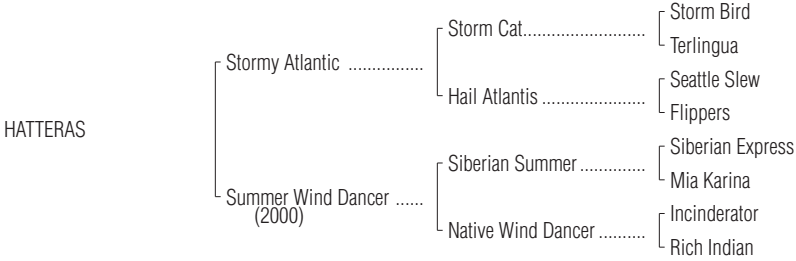 Storm Bird
Storm Cat..........................
Terlingua
Stormy Atlantic ................
Seattle Slew
Hail Atlantis ......................
Flippers
HATTERAS
Siberian Express
Siberian Summer..............
Mia Karina
Summer Wind Dancer ......
(2000)
Incinderator
Native Wind Dancer ..........
Rich Indian